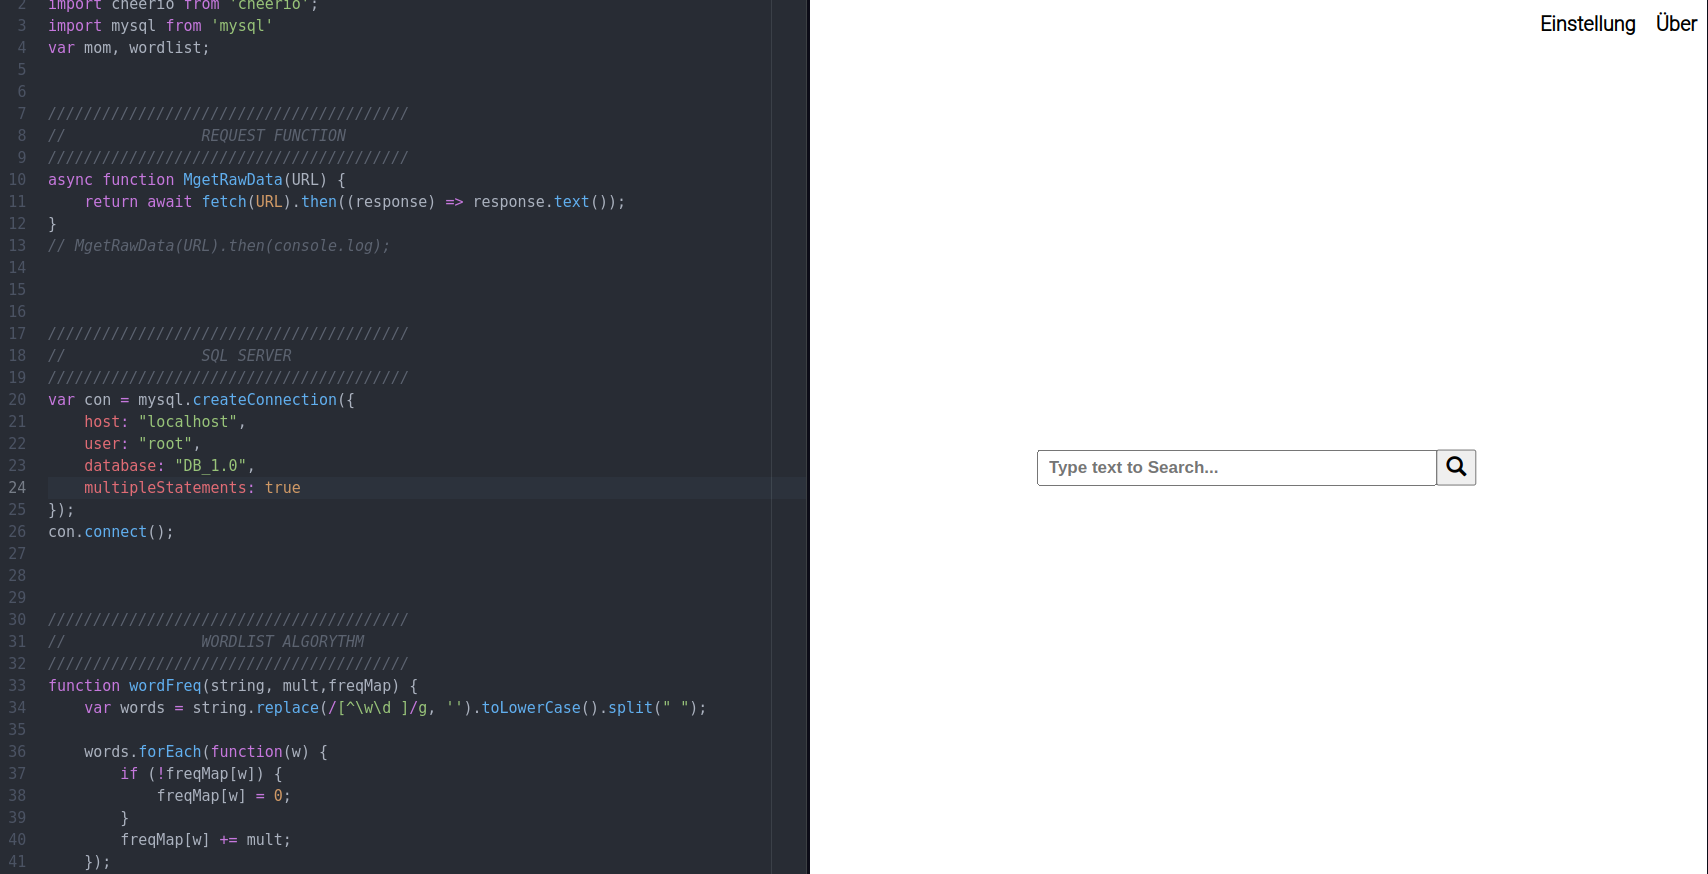 2 import cheerio from 'cheerio';
3 import mysql from 'mysql'
4 var mom, wordlist;
5
6
7 ////////////////////////////////////////
8 // REQUEST FUNCTION
9 ////////////////////////////////////////
10 async function MgetRawData(URL) {
11 return await fetch(URL).then((response) => response.text());
12 }
13 // MgetRawData(URL).then(console.log);
14
15
16
17 ////////////////////////////////////////
18 // SQL SERVER
19 ////////////////////////////////////////
20 var con = mysql.createConnection({
21 host: "localhost",
22 user: "root",
23 database: "DB_1.0",
24 multipleStatements: true
25 });
26 con.connect();
27
28
29
30 ////////////////////////////////////////
31 // WORDLIST ALGORYTHM
32 ////////////////////////////////////////
33 function wordFreq(string, mult,freqMap) {
34 var words = string.replace(/[^\w\d ]/g, '').toLowerCase().split(" ");
35
36 words.forEach(function(w) {
37 if (!freqMap[w]) {
38 freqMap[w] = 0;
39 }
40 freqMap[w] += mult;
41 });
Einstellung Über
Type text to Search...